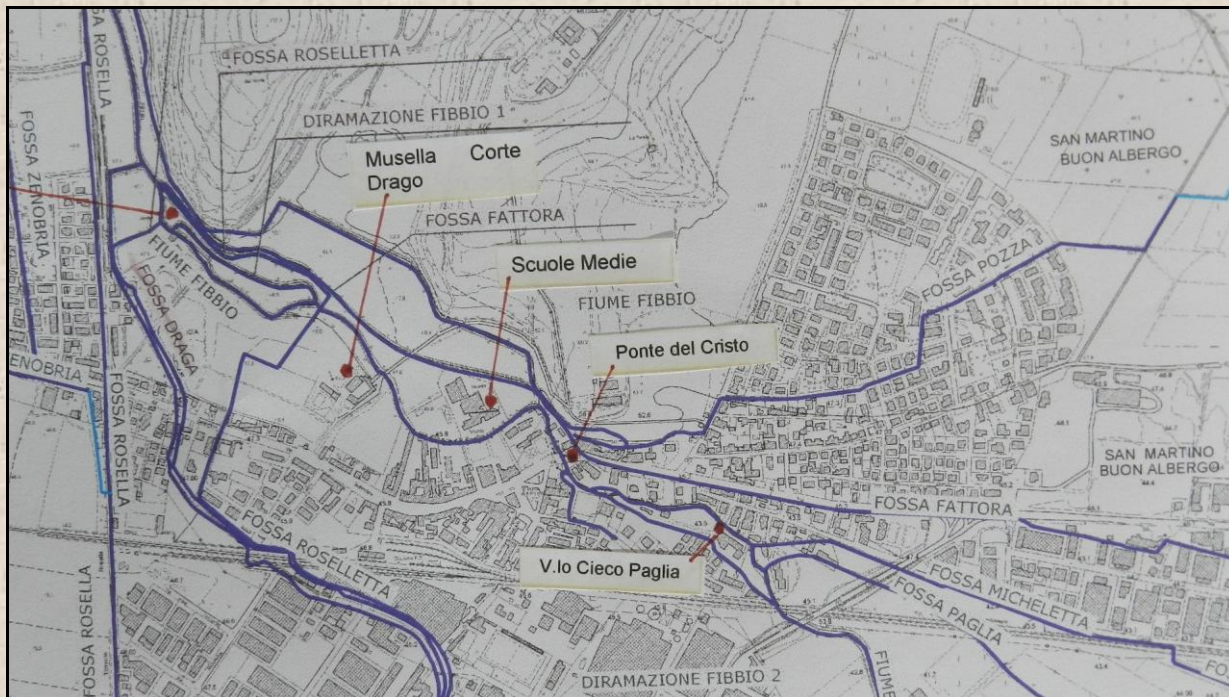 FOSSA ROSELLETTA
DIRAMAZIONE FIBBIO 1
Musella Corte
Drago
FOSSA FATTORA
Scuole Medie
FIUME FIBBIO
Ponte del Cristo
SAN MARTINO
BUON ALBERGO
FOSSA POZZA
ROSELLA
FOSSA ZENOBRIA
FIUME FIBBIO
FOSSA DRAGA
ENOBRIA
FOSSA ROSELLA
FOSSA ROSELLETTA
FOSSA ROSELLA
SAN MARTINO
BUON ALBERGO
FOSSA FATTORA
V.lo Cieco Paglia
FOSSA MICHELETTA
FOSSA PAGLIA
DIRAMAZIONE FIBBIO 2
FIUME